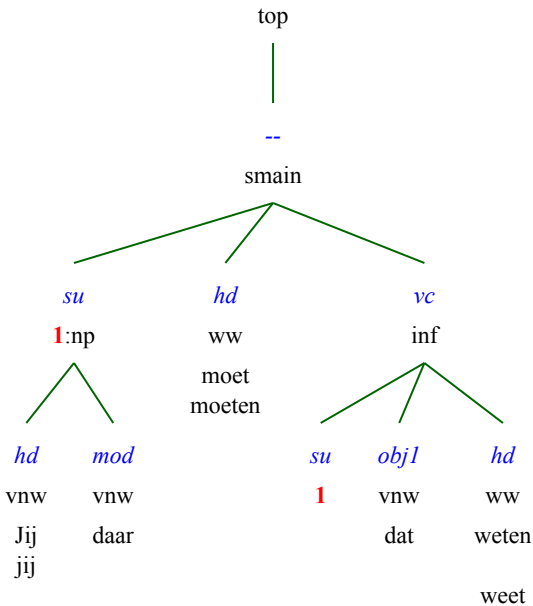 top
--
smain
su hd vc
1:np ww inf
moet
moeten
hd mod su obj1 hd
vnw vnw 1 vnw ww
Jij daar dat weten
jij
weet